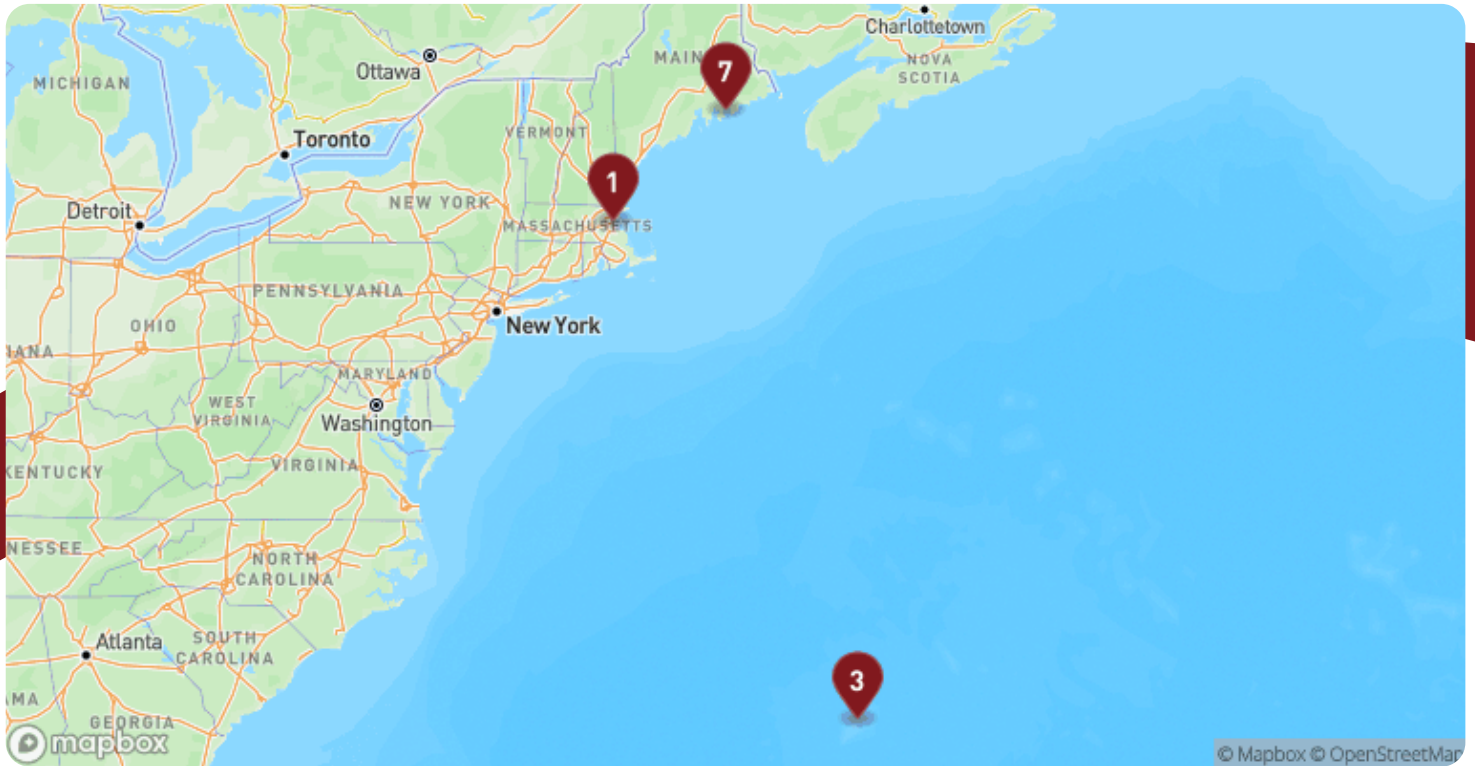 Charlottetown
NOVA
SCOTIA
MAIN
7
Ottawa
MICHIGAN
Toronto
VERMONT
1
NEW YORK
Detroit
MASSACHUSETTS
PENNSYLVANIA
OHIO
New York
IANA
MARYLAND
WEST
VIRGINIA
Washington
VIRGINIA
KENTUCKY
NESSEE
NORTH
CAROLINA
Atlanta
SOUTH
CAROLINA
3
AMA
GEORGIA
mapbox
© Mapbox © OpenStreetMap